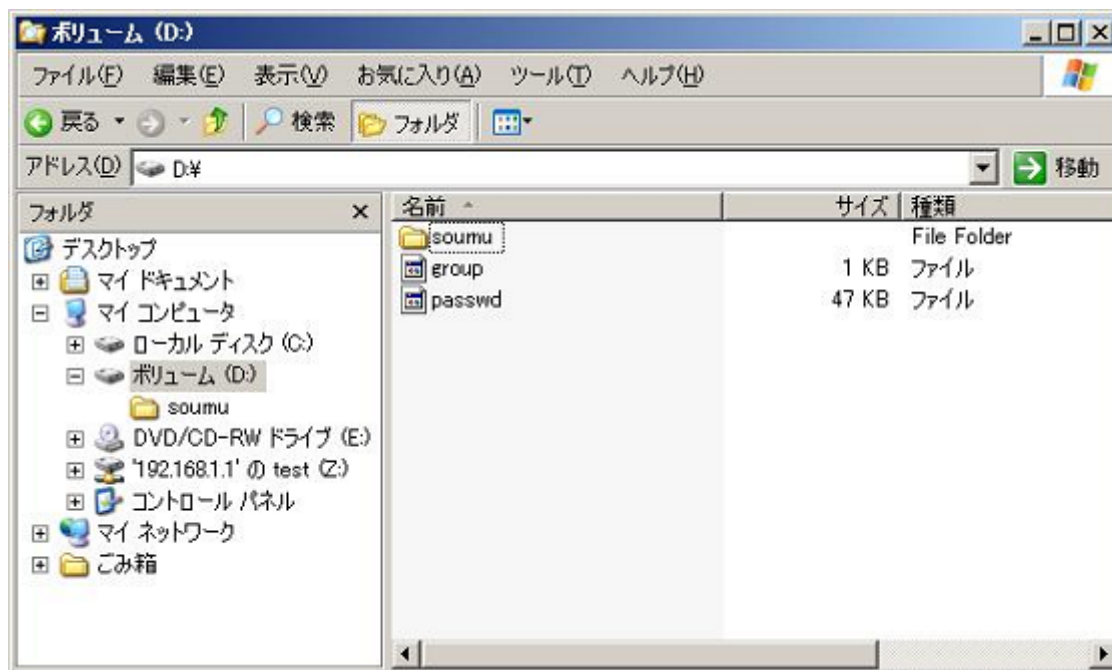 ボリューム (D:)
ファイル(F) 編集(E) 表示(V) お気に入り(A) ツール(T) ヘルプ(H)
戻る 検索 フォルダ
アドレス(D) D:¥ 移動
フォルダ
デスクトップ
マイ ドキュメント
マイ コンピュータ
ローカル ディスク (C:)
ボリューム (D:)
soumu
DVD/CD-RW ドライブ (E:)
'192.168.1.1' の test (Z:)
コントロール パネル
マイ ネットワーク
ごみ箱
名前 サイズ 種類
soumu File Folder
group 1 KB ファイル
passwd 47 KB ファイル